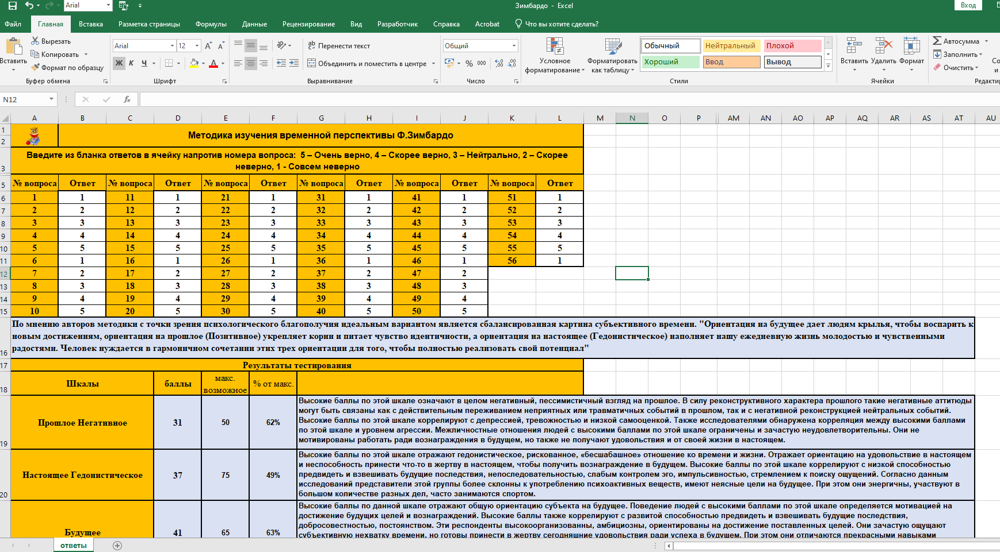 Arial
Зимбардо - Excel
Вход
Файл Главная Вставка Разметка страницы Формулы Данные Рецензирование Вид Разработчик Справка Acrobat Что вы хотите сделать?
Вставить
Вырезать
Копировать
Формат по образцу
Буфер обмена
Arial 12
Ж К Ч
Шрифт
Перенести текст
Объединить и поместить в центре
Выравнивание
Общий
% 000
Число
Условное форматирование
Форматировать как таблицу
Обычный Нейтральный Плохой
Хороший Ввод Вывод
Стили
Вставить Удалить Формат
Ячейки
Автосумма
Заполнить
Очистить
N12
fx
A B C D E F G H I J K L M N O P AM AN AO AP AQ AR AS AT AU
1
2 Методика изучения временной перспективы Ф.Зимбардо
3 Введите из бланка ответов в ячейку напротив номера вопроса: 5 – Очень верно, 4 – Скорее верно, 3 – Нейтрально, 2 – Скорее
неверно, 1 - Совсем неверно
5 № вопроса Ответ № вопроса Ответ № вопроса Ответ № вопроса Ответ № вопроса Ответ № вопроса Ответ
6 1 1 11 1 21 1 31 1 41 1 51 1
7 2 2 12 2 22 2 32 2 42 2 52 2
8 3 3 13 3 23 3 33 3 43 3 53 3
9 4 4 14 4 24 4 34 4 44 4 54 4
10 5 5 15 5 25 5 35 5 45 5 55 5
11 6 1 16 1 26 1 36 1 46 1 56 1
12 7 2 17 2 27 2 37 2 47 2
13 8 3 18 3 28 3 38 3 48 3
14 9 4 19 4 29 4 39 4 49 4
15 10 5 20 5 30 5 40 5 50 5
По мнению авторов методики с точки зрения психологического благополучия идеальным вариантом является сбалансированная картина субъективного времени. "Ориентация на будущее дает людям крылья, чтобы воспарить к
новым достижениям, ориентация на прошлое (Позитивное) укрепляет корни и питает чувство идентичности, а ориентация на настоящее (Гедонистическое) наполняет нашу ежедневную жизнь молодостью и чувственными
16 радостями. Человек нуждается в гармоничном сочетании этих трех ориентации для того, чтобы полностью реализовать свой потенциал"
17 Результаты тестирования
18 Шкалы баллы макс. возможное % от макс.
19 Прошлое Негативное 31 50 62%
Высокие баллы по этой шкале означают в целом негативный, пессимистичный взгляд на прошлое. В силу реконструктивного характера прошлого такие негативные аттитюды
могут быть связаны как с действительным переживанием неприятных или травматичных событий в прошлом, так и с негативной реконструкцией нейтральных событий.
Высокие баллы по этой шкале коррелируют с депрессией, тревожностью и низкой самооценкой. Также исследователями обнаружена корреляция между высокими баллами
по этой шкале и уровнем агрессии. Межличностные отношения людей с высокими баллами по этой шкале ограничены и зачастую неудовлетворительны. Они не
мотивированы работать ради вознаграждения в будущем, но также не получают удовольствия и от своей жизни в настоящем.
20 Настоящее Гедонистическое 37 75 49%
Высокие баллы по этой шкале отражают гедонистическое, рискованное, «бесшабашное» отношение ко времени и жизни. Отражает ориентацию на удовольствие в настоящем
и неспособность принести что-то в жертву в настоящем, чтобы получить вознаграждение в будущем. Высокие баллы по этой шкале коррелируют с низкой способностью
предвидеть и взвешивать будущие последствия, непоследовательностью, слабым контролем эго, импульсивностью, стремлением к поиску ощущений. Согласно данным
исследований представители этой группы более склонны к употреблению психоактивных веществ, имеют неясные цели на будущее. При этом они энергичны, участвуют в
большом количестве разных дел, часто занимаются спортом.
Будущее 41 65 63%
Высокие баллы по данной шкале отражают общую ориентацию субъекта на будущее. Поведение людей с высокими баллами по этой шкале определяется мотивацией на
достижение будущих целей и вознаграждений. Высокие баллы также коррелируют с развитой способностью предвидеть и взвешивать будущие последствия,
добросовестностью, постоянством. Эти респонденты высокоорганизованны, амбициозны, ориентированы на достижение поставленных целей. Они зачастую ощущают
субъективную нехватку времени, но готовы принести в жертву сегодняшние удовольствия ради успеха в будущем. При этом они отличаются прекрасными навыками
ответы